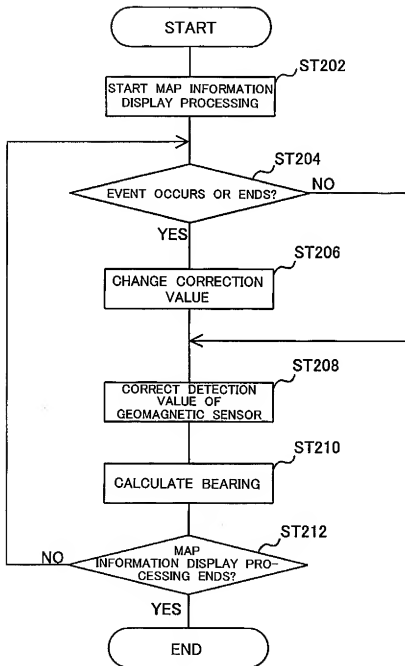 START
ST202
START MAP INFORMATION
DISPLAY PROCESSING
ST204
EVENT OCCURS OR ENDS?
NO
YES
ST206
CHANGE CORRECTION
VALUE
ST208
CORRECT DETECTION
VALUE OF
GEOMAGNETIC SENSOR
ST210
CALCULATE BEARING
ST212
MAP
INFORMATION DISPLAY PRO-
CESSING ENDS?
NO
YES
END